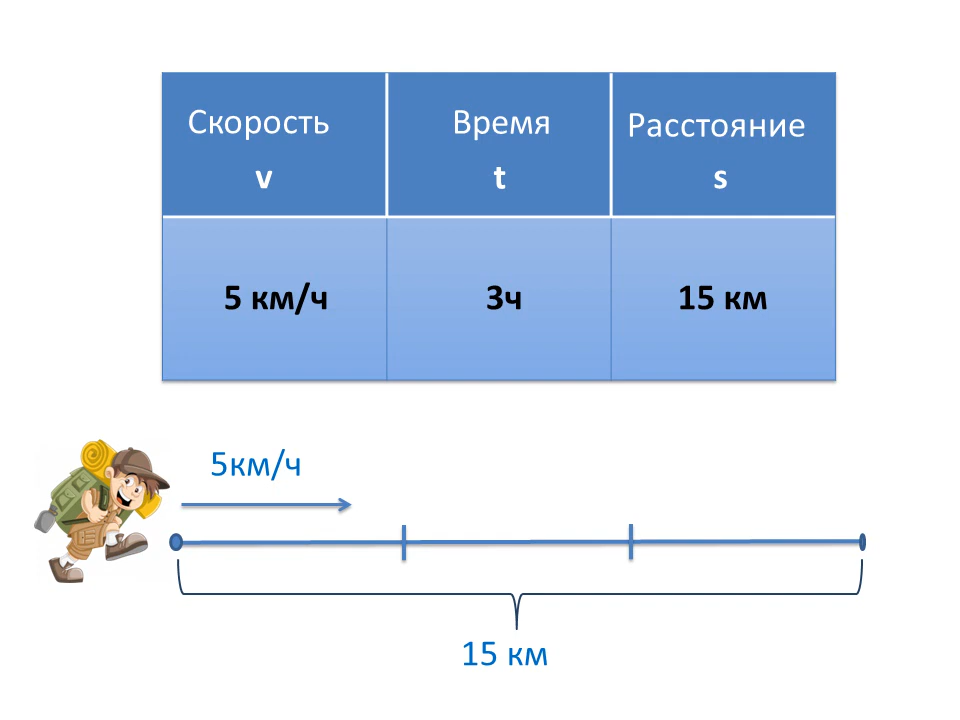 Скорость
v
Время
t
Расстояние
s
5 км/ч
3ч
15 км
5км/ч
15 км